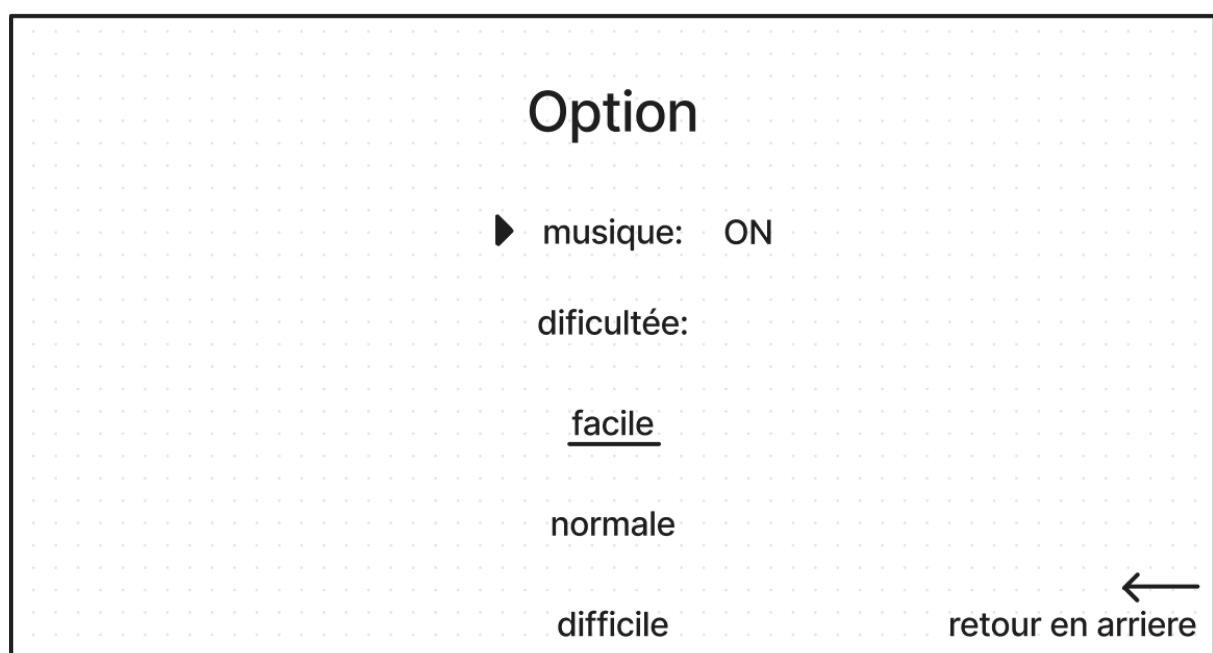 Option
musique: ON
dificultée:
facile
normale
difficile
retour en arriere